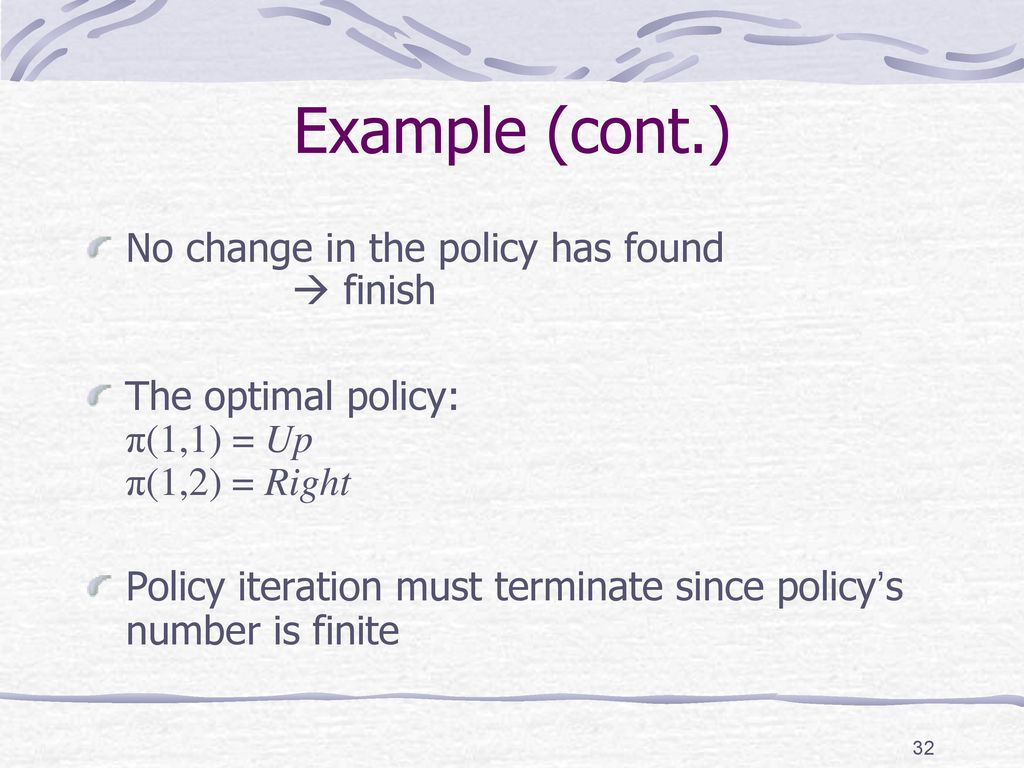 Example (cont.)
No change in the policy has found
→ finish
The optimal policy:
π(1,1) = Up
π(1,2) = Right
Policy iteration must terminate since policy’s
number is finite
32